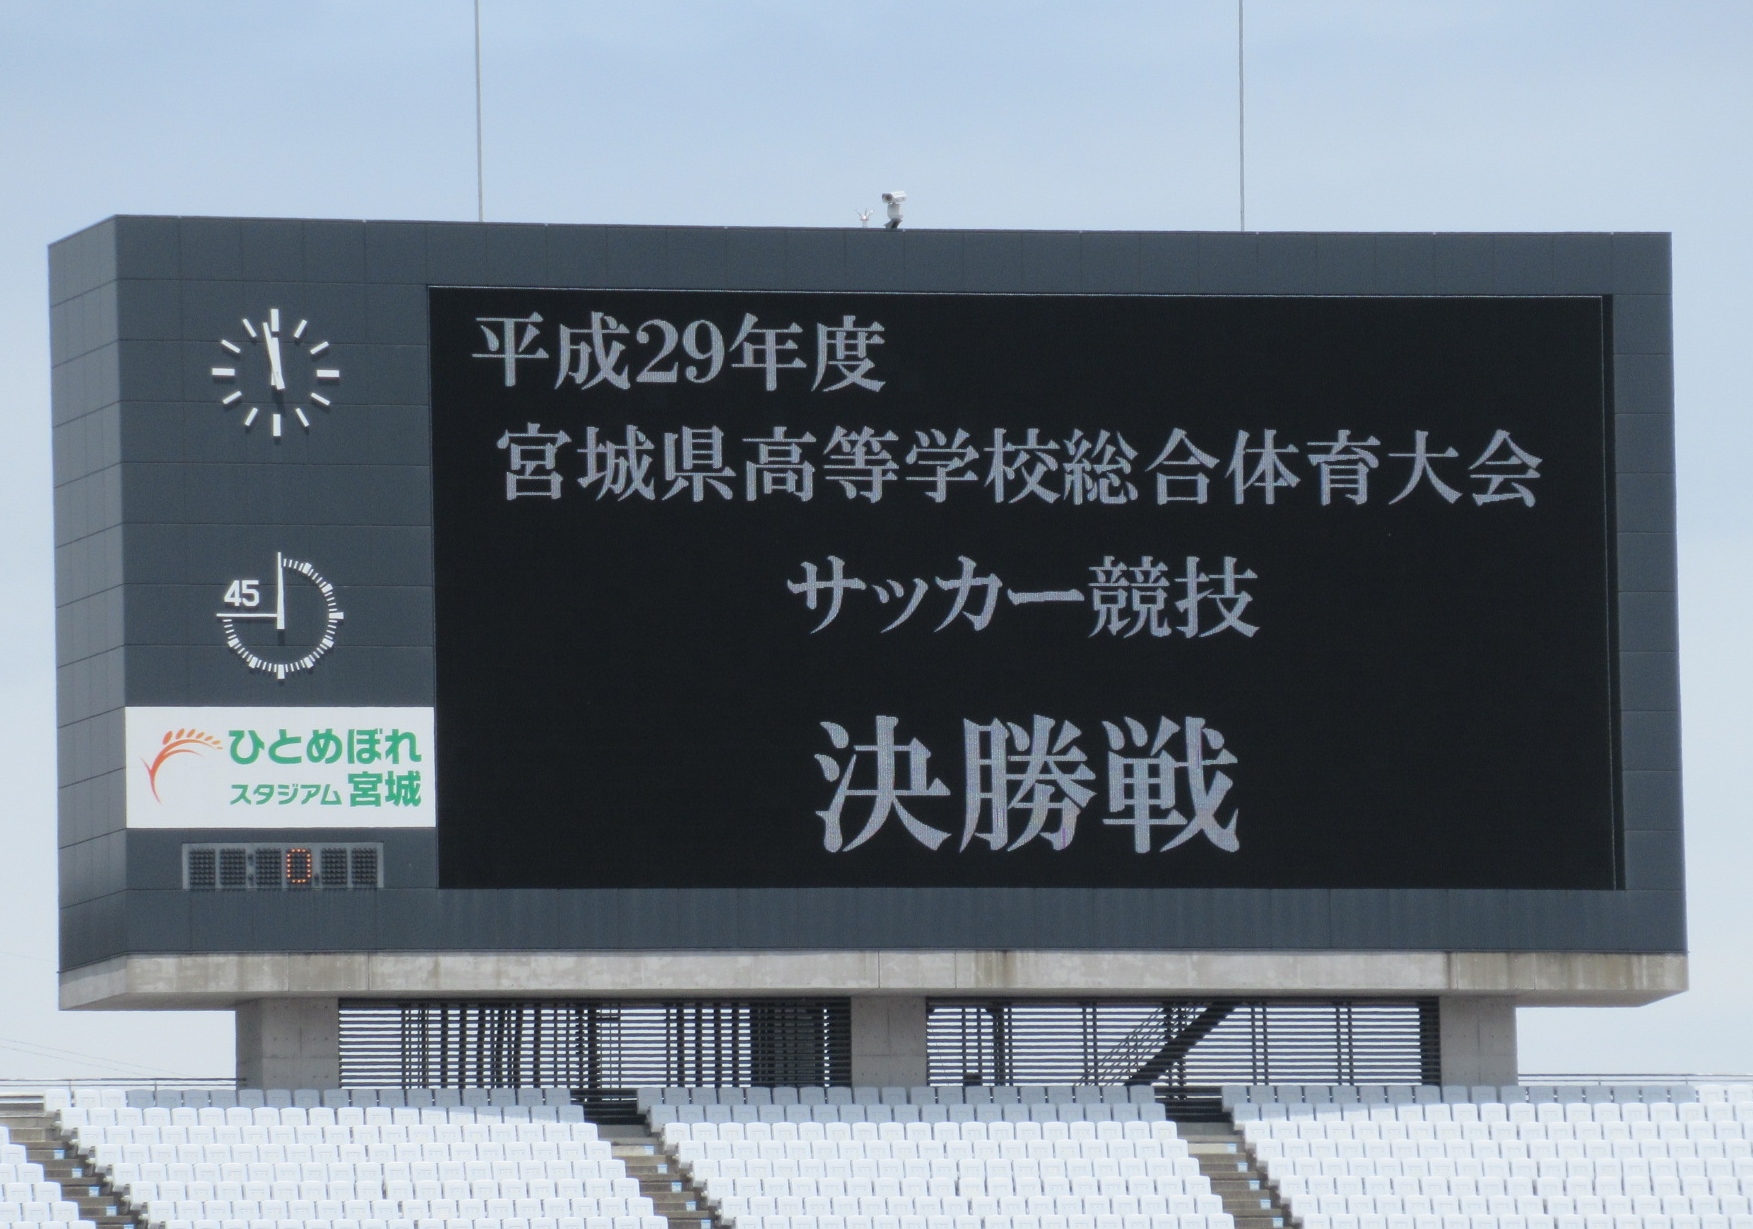 平成29年度
宮城県高等学校総合体育大会
サッカー競技
決勝戦
45
ひとめぼれ
スタジアム宮城
0